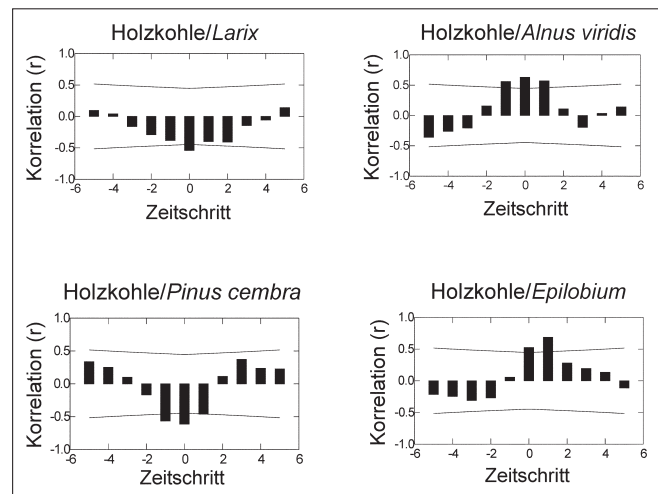 Holzkohle/Larix
Korrelation (r)
1.0
0.5
0.0
-0.5
-1.0
-6 -4 -2 0 2 4 6
Zeitschritt
Holzkohle/Alnus viridis
Korrelation (r)
1.0
0.5
0.0
-0.5
-1.0
-6 -4 -2 0 2 4 6
Zeitschritt
Holzkohle/Pinus cembra
Korrelation (r)
1.0
0.5
0.0
-0.5
-1.0
-6 -4 -2 0 2 4 6
Zeitschritt
Holzkohle/Epilobium
Korrelation (r)
1.0
0.5
0.0
-0.5
-1.0
-6 -4 -2 0 2 4 6
Zeitschritt